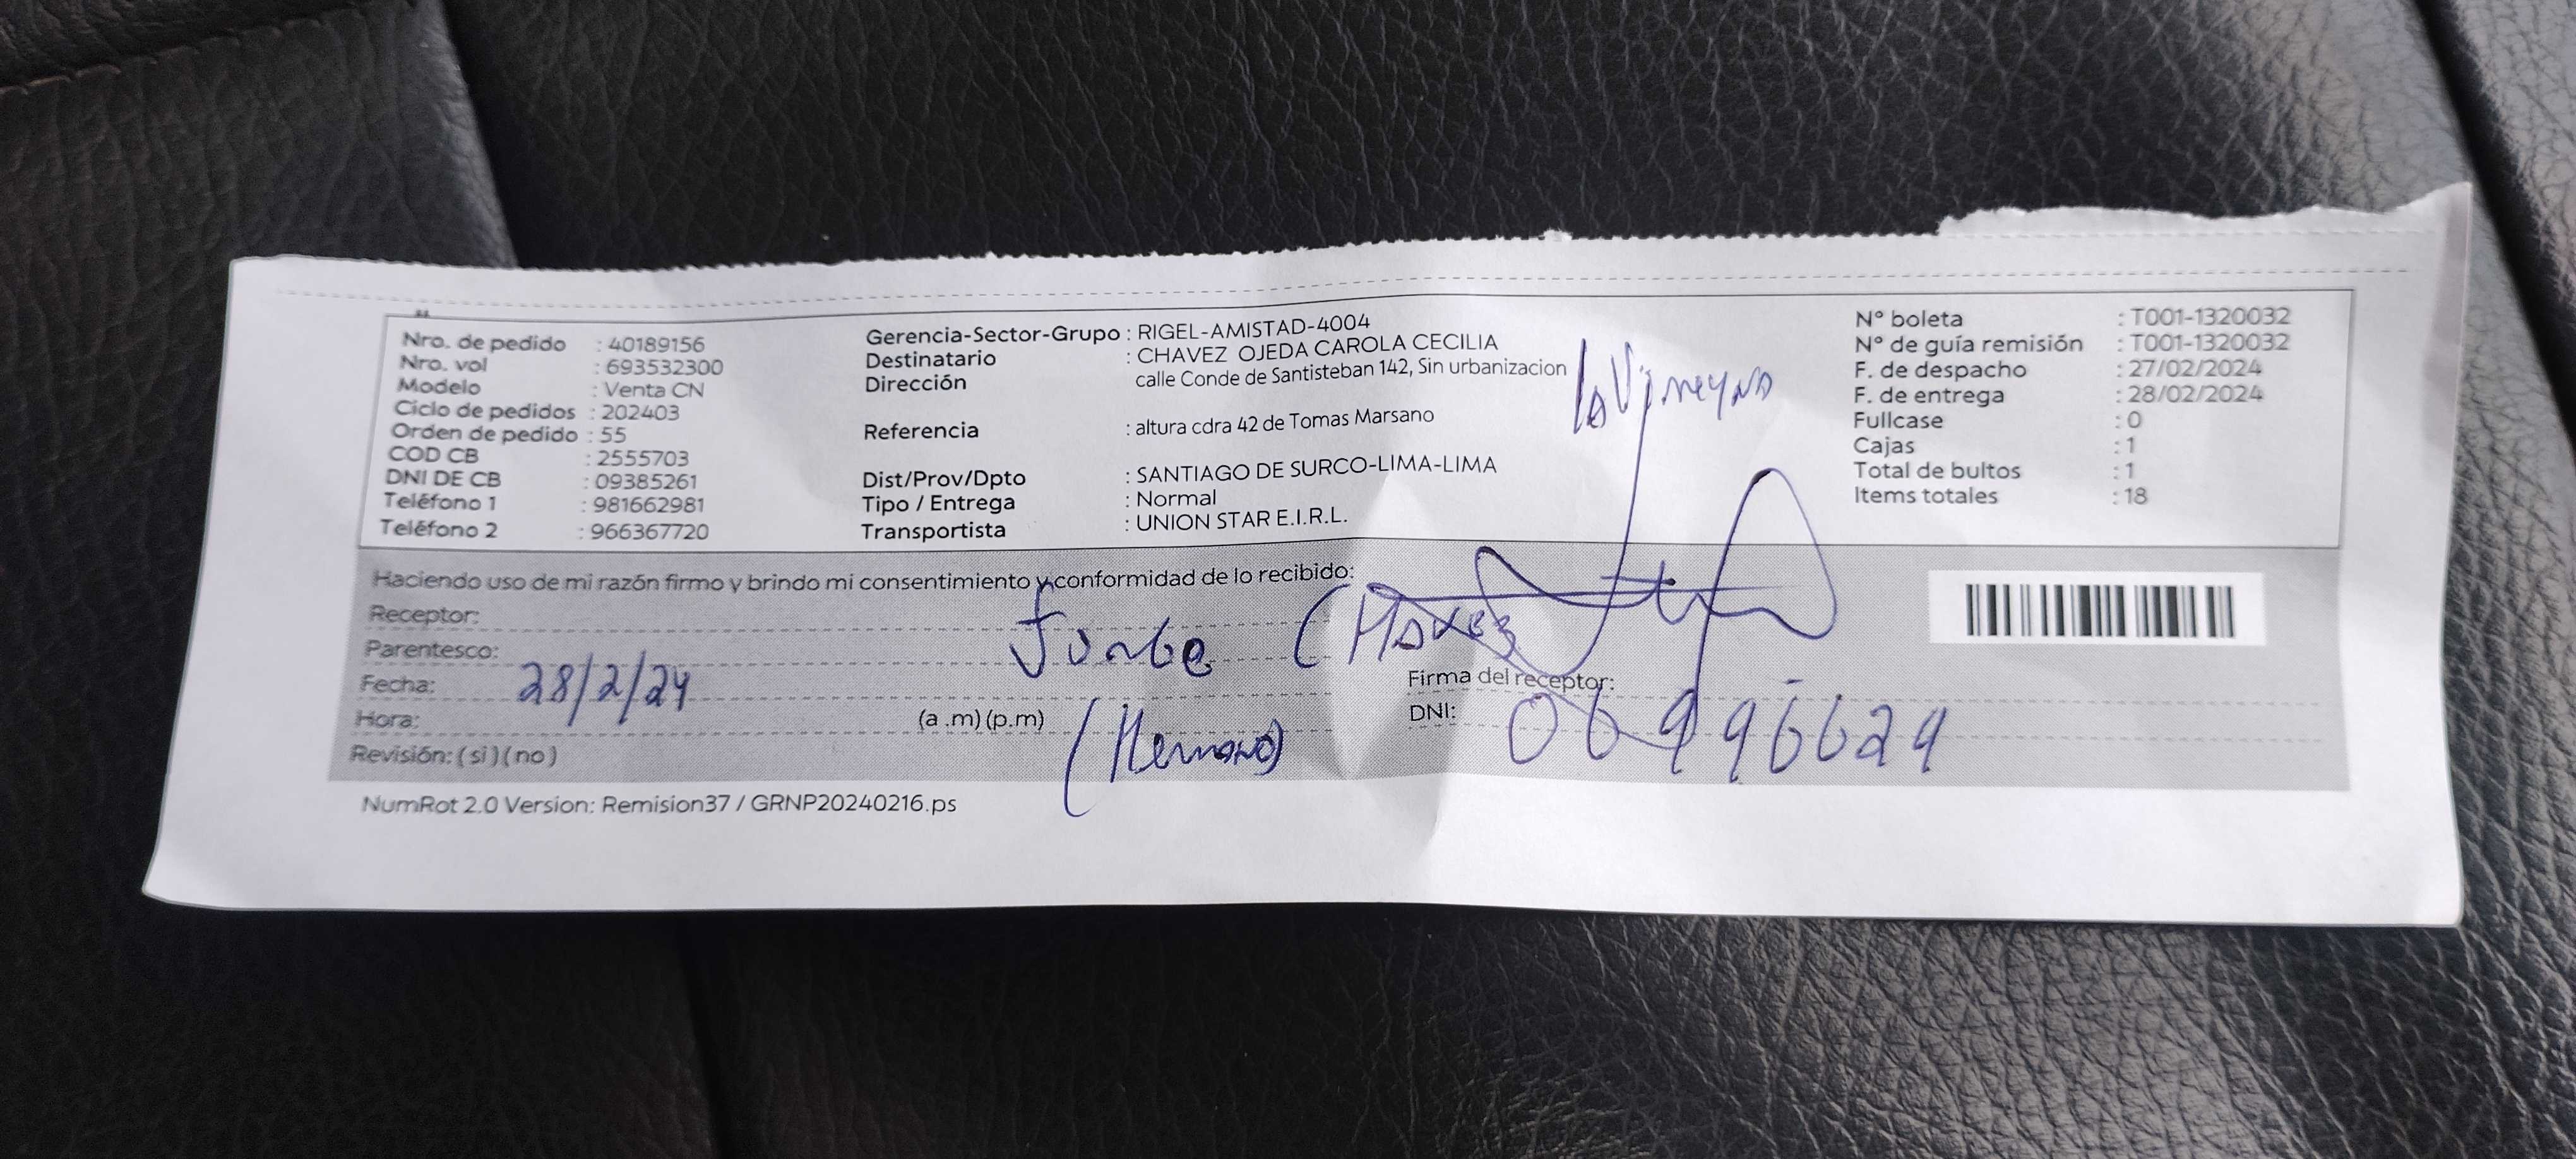 Nro. de pedido : 40189156
Nro. vol : 693532300
Modelo : Venta CN
Ciclo de pedidos : 202403
Orden de pedido : 55
COD CB : 2555703
DNI DE CB : 09385261
Teléfono 1 : 981662981
Teléfono 2 : 966367720
Gerencia-Sector-Grupo : RIGEL-AMISTAD-4004
Destinatario : CHAVEZ OJEDA CAROLA CECILIA
Dirección calle Conde de Santisteban 142, Sin urbanizacion
Referencia : altura cdra 42 de Tomas Marsano
Dist/Prov/Dpto : SANTIAGO DE SURCO-LIMA-LIMA
Tipo / Entrega : Normal
Transportista : UNION STAR E.I.R.L.
N° boleta : T001-1320032
N° de guía remisión : T001-1320032
F. de despacho : 27/02/2024
F. de entrega : 28/02/2024
Fullcase : 0
Cajas : 1
Total de bultos : 1
Items totales : 18
Haciendo uso de mi razón firmo y brindo mi consentimiento y conformidad de lo recibido:
Receptor:
Parentesco:
Fecha: 28/2/24
Hora: (a .m) (p.m)
Revisión: ( si ) ( no )
Jorge Chavez
(Hermano)
Firma del receptor:
DNI: 06996624
NumRot 2.0 Version: Remision37 / GRNP20240216.ps